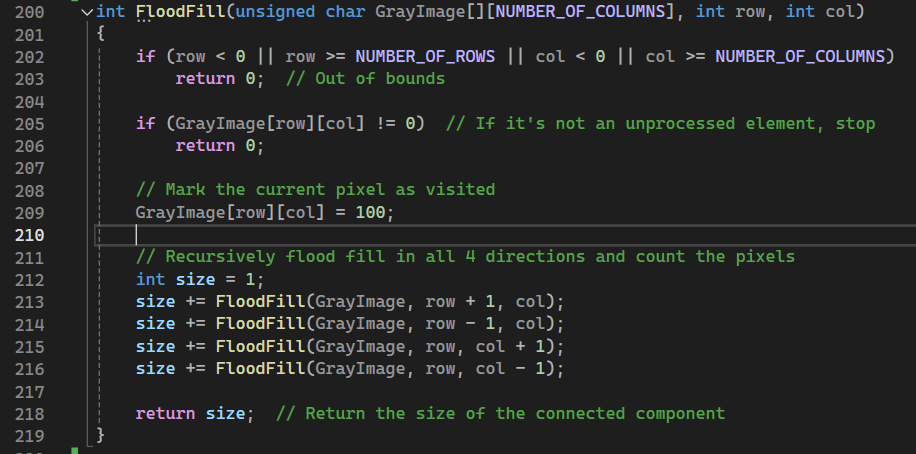 200 int FloodFill(unsigned char GrayImage[][NUMBER_OF_COLUMNS], int row, int col)
201 {
202 if (row < 0 || row >= NUMBER_OF_ROWS || col < 0 || col >= NUMBER_OF_COLUMNS)
203 return 0;  // Out of bounds
204
205 if (GrayImage[row][col] != 0)  // If it's not an unprocessed element, stop
206 return 0;
207
208 // Mark the current pixel as visited
209 GrayImage[row][col] = 100;
210
211 // Recursively flood fill in all 4 directions and count the pixels
212 int size = 1;
213 size += FloodFill(GrayImage, row + 1, col);
214 size += FloodFill(GrayImage, row - 1, col);
215 size += FloodFill(GrayImage, row, col + 1);
216 size += FloodFill(GrayImage, row, col - 1);
217
218 return size;  // Return the size of the connected component
219 }